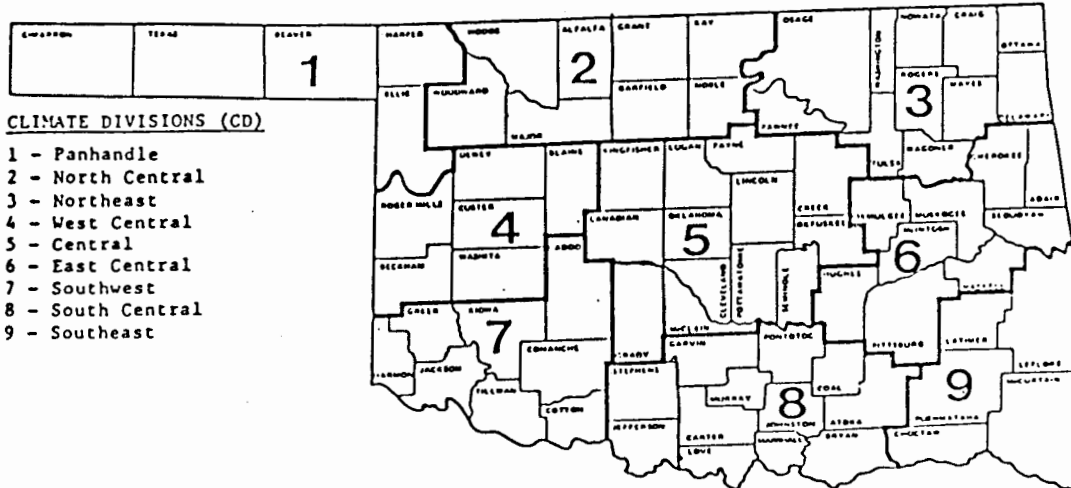 CIMARRON TEXAS BEAVER HARPER WOODS ALFALFA GRANT KAY OSAGE WASHINGTON NOWATA CRAIG OTTAWA
1 2 3
ELLIS WOODWARD MAJOR GARFIELD NOBLE PAWNEE ROGERS MAYES DELAWARE
CLIMATE DIVISIONS (CD)
1 - Panhandle
2 - North Central
3 - Northeast
4 - West Central
5 - Central
6 - East Central
7 - Southwest
8 - South Central
9 - Southeast
DEWEY BLAINE KINGFISHER LOGAN PAYNE TULSA WAGONER CHEROKEE ADAIR
ROGER MILLS CUSTER CANADIAN OKLAHOMA LINCOLN CREEK OKFUSKEE MUSKOGEE SEQUOYAH
4 5 6
BECKHAM WASHITA CADDO CLEVELAND POTTAWATOMIE SEMINOLE HUGHES MCINTOSH HASKELL
GREER KIOWA MCCLAIN PITTSBURG LATIMER LEFLORE
7 8 9
HARMON JACKSON TILLMAN COMANCHE COTTON GRADY STEPHENS JEFFERSON GARVIN MURRAY CARTER LOVE PONTOTOC JOHNSTON MARSHALL COAL ATOKA BRYAN PUSHMATAHA CHOCTAW MCCURTAIN